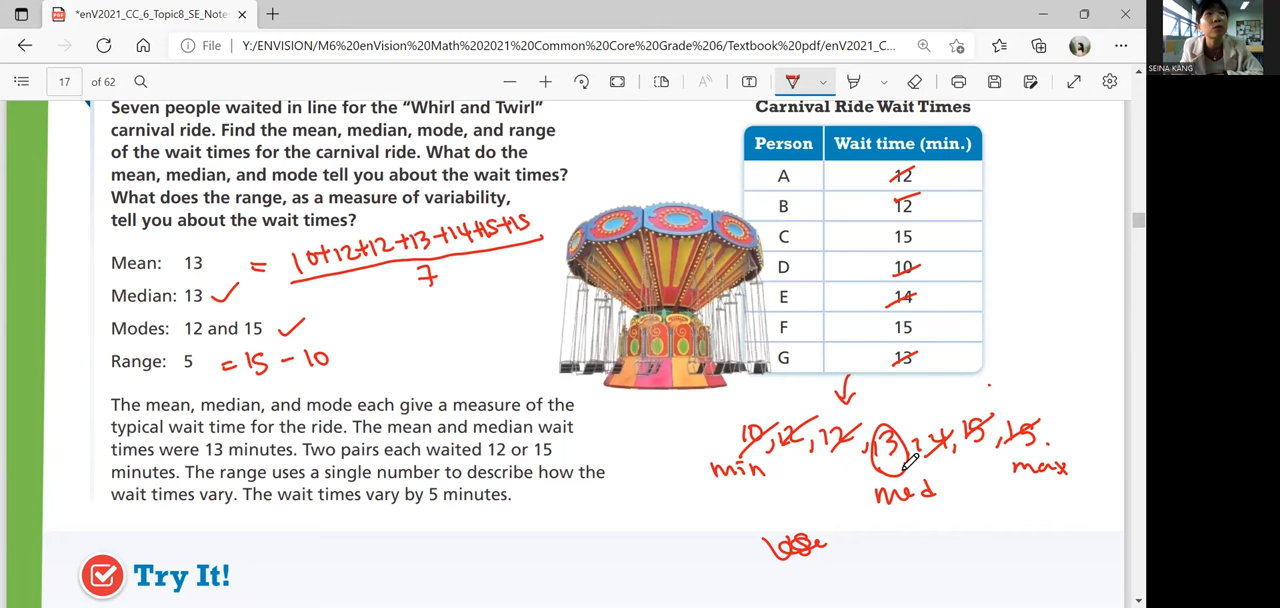 *enV2021_CC_6_Topic8_SE_Note
File
Y:/ENVISION/M6%20enVision%20Math%202021%20Common%20Core%20Grade%206/Textbook%20pdf/enV2021_C...
17 of 62
SEINA KANG
Seven people waited in line for the “Whirl and Twirl”
carnival ride. Find the mean, median, mode, and range
of the wait times for the carnival ride. What do the
mean, median, and mode tell you about the wait times?
What does the range, as a measure of variability,
tell you about the wait times?
Mean: 13 = 10+12+12+13+14+15+15
7
Median: 13
Modes: 12 and 15
Range: 5 = 15 - 10
The mean, median, and mode each give a measure of the
typical wait time for the ride. The mean and median wait
times were 13 minutes. Two pairs each waited 12 or 15
minutes. The range uses a single number to describe how the
wait times vary. The wait times vary by 5 minutes.
Carnival Ride Wait Times
Person Wait time (min.)
A 12
B 12
C 15
D 10
E 14
F 15
G 13
10, 12, 12, 13, 14, 15, 15.
min max
med
Try It!